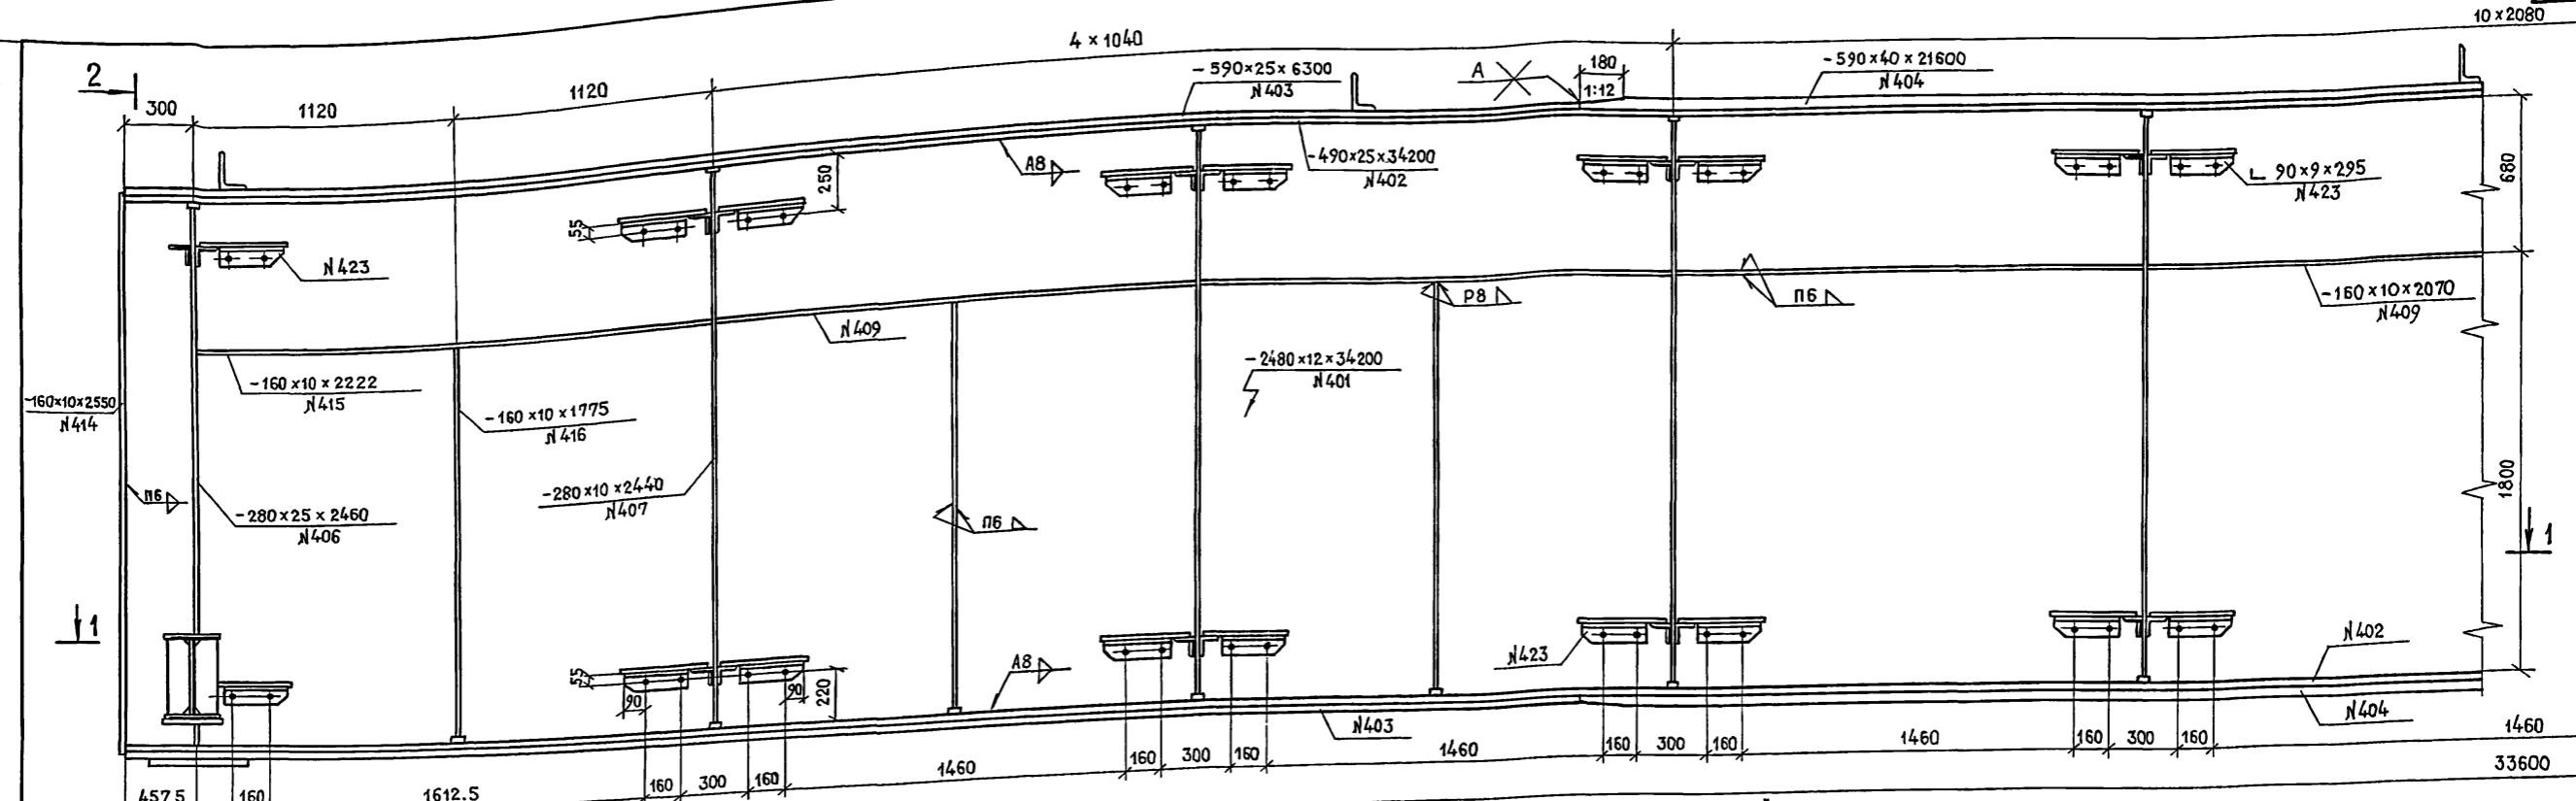 10×2080
4×1040
2
300
1120
1120
-590×25×6300
N403
А
180
1:12
-590×40×21600
N404
А8
250
-490×25×34200
N402
∟ 90×9×295
N423
680
55
N423
Р8
П6
-160×10×2070
N409
N409
-160×10×2222
N415
-2480×12×34200
N401
-160×10×2550
N414
-160×10×1775
N416
П6
-280×25×2460
N406
-280×10×2440
N407
П6
1800
1
1
55
90
90
220
А8
N423
N402
N403
N404
160
300
160
1460
160
300
160
1460
160
300
160
1460
160
300
160
1460
33600
457.5
160
1612.5